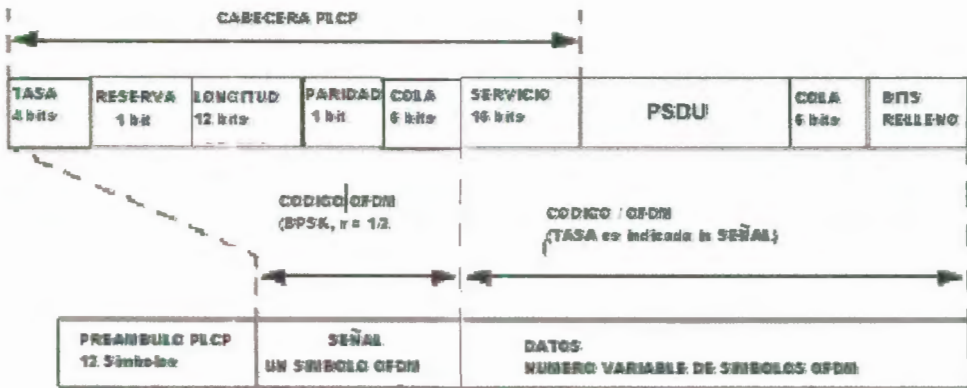 CABECERA PLCP
TASA
4 bits
RESERVA
1 bit
LONGITUD
12 bits
PARIDAD
1 bit
COLA
6 bits
SERVICIO
16 bits
PSDU
COLA
6 bits
BITS
RELLENO
CODIGO OFDM
(BPSK, r = 1/2
CODIGO / OFDM
(TASA es indicada in SEÑAL)
PREAMBULO PLCP
12 Simbolos
SEÑAL
UN SIMBOLO OFDM
DATOS
NUMERO VARIABLE DE SIMBOLOS OFDM